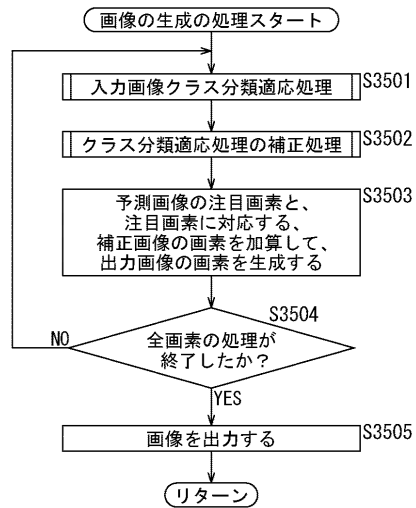 画像の生成の処理スタート
入力画像クラス分類適応処理
S3501
クラス分類適応処理の補正処理
S3502
予測画像の注目画素と、
注目画素に対応する、
補正画像の画素を加算して、
出力画像の画素を生成する
S3503
S3504
全画素の処理が
終了したか?
NO
YES
画像を出力する
S3505
リターン